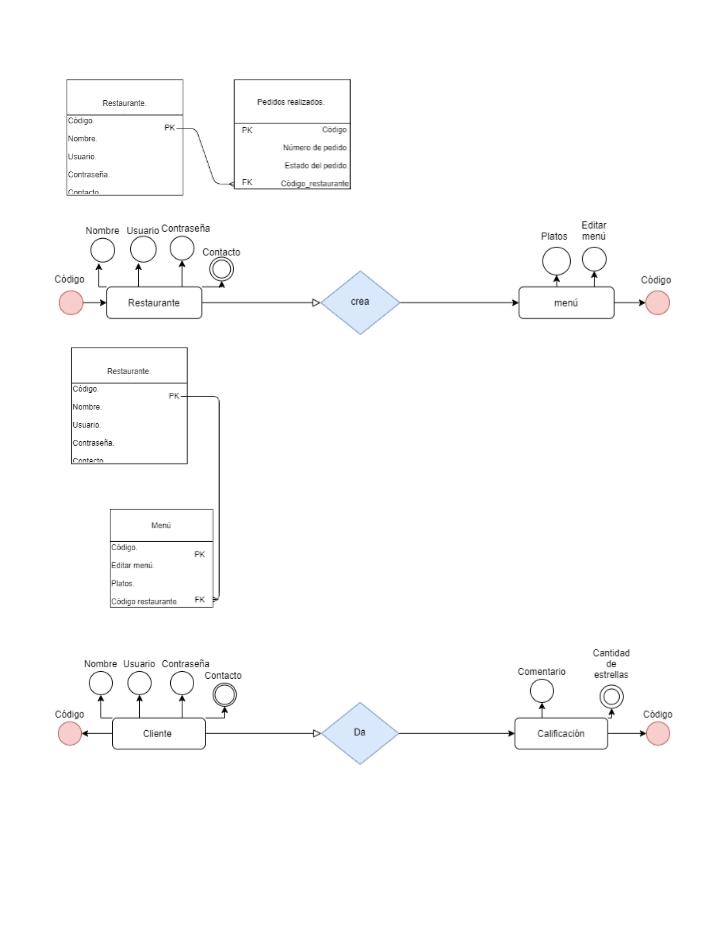 Restaurante.
Código.
PK
Nombre.
Usuario.
Contraseña.
Contacto
Pedidos realizados.
PK
Código
Número de pedido
Estado del pedido.
FK
Código_restaurante
Nombre
Usuario
Contraseña
Contacto
Código
Restaurante
crea
Platos
Editar
menú
menú
Código
Restaurante.
Código.
PK
Nombre.
Usuario.
Contraseña.
Contacto
Menú
Código.
PK
Editar menú.
Platos.
Código restaurante.
FK
Nombre
Usuario
Contraseña
Contacto
Código
Cliente
Da
Comentario
Cantidad
de
estrellas
Calificación
Código